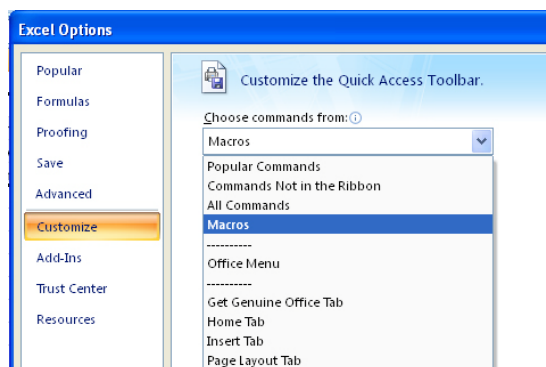 Excel Options
Popular
Formulas
Proofing
Save
Advanced
Customize
Add-Ins
Trust Center
Resources
Customize the Quick Access Toolbar.
Choose commands from:
Macros
Popular Commands
Commands Not in the Ribbon
All Commands
Macros
----------
Office Menu
----------
Get Genuine Office Tab
Home Tab
Insert Tab
Page Layout Tab